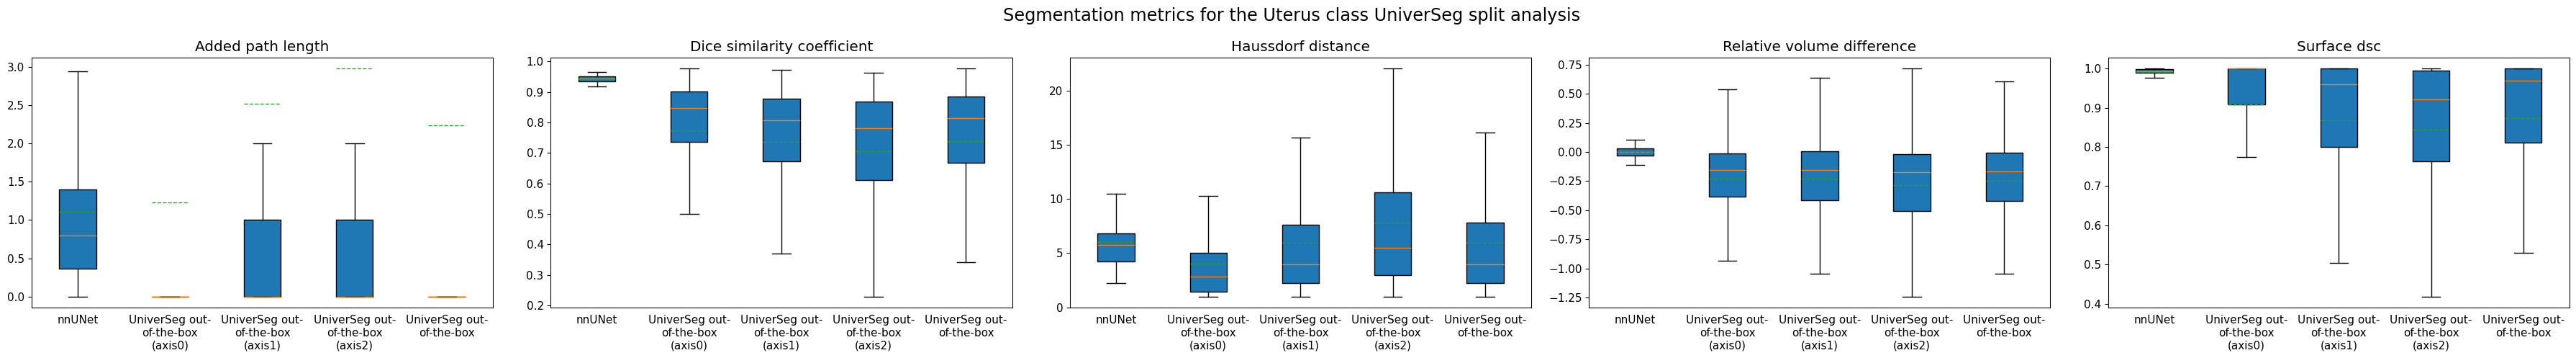 Segmentation metrics for the Uterus class UniverSeg split analysis
Added path length
3.0
2.5
2.0
1.5
1.0
0.5
0.0
nnUNet
UniverSeg out-
of-the-box
(axis0)
UniverSeg out-
of-the-box
(axis1)
UniverSeg out-
of-the-box
(axis2)
UniverSeg out-
of-the-box
Dice similarity coefficient
1.0
0.9
0.8
0.7
0.6
0.5
0.4
0.3
0.2
nnUNet
UniverSeg out-
of-the-box
(axis0)
UniverSeg out-
of-the-box
(axis1)
UniverSeg out-
of-the-box
(axis2)
UniverSeg out-
of-the-box
Haussdorf distance
20
15
10
5
0
nnUNet
UniverSeg out-
of-the-box
(axis0)
UniverSeg out-
of-the-box
(axis1)
UniverSeg out-
of-the-box
(axis2)
UniverSeg out-
of-the-box
Relative volume difference
0.75
0.50
0.25
0.00
−0.25
−0.50
−0.75
−1.00
−1.25
nnUNet
UniverSeg out-
of-the-box
(axis0)
UniverSeg out-
of-the-box
(axis1)
UniverSeg out-
of-the-box
(axis2)
UniverSeg out-
of-the-box
Surface dsc
1.0
0.9
0.8
0.7
0.6
0.5
0.4
nnUNet
UniverSeg out-
of-the-box
(axis0)
UniverSeg out-
of-the-box
(axis1)
UniverSeg out-
of-the-box
(axis2)
UniverSeg out-
of-the-box